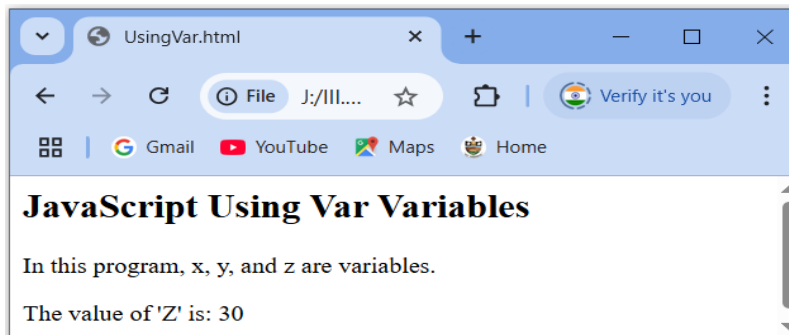 UsingVar.html
File J:/III....
Verify it's you
Gmail YouTube Maps Home
JavaScript Using Var Variables
In this program, x, y, and z are variables.
The value of 'Z' is: 30